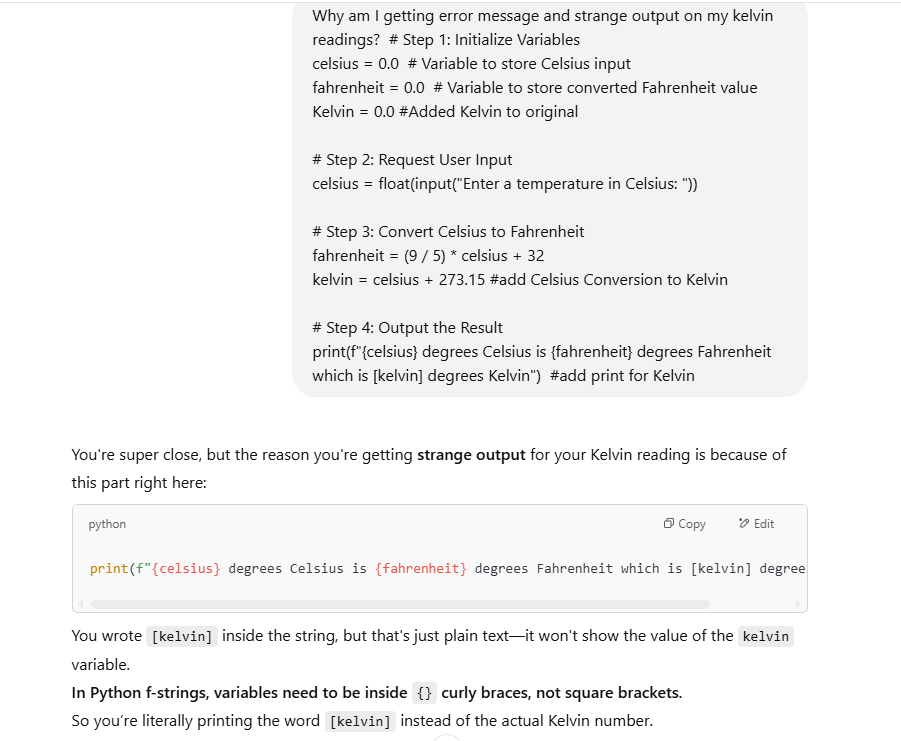 Why am I getting error message and strange output on my kelvin
readings?  # Step 1: Initialize Variables
celsius = 0.0  # Variable to store Celsius input
fahrenheit = 0.0  # Variable to store converted Fahrenheit value
Kelvin = 0.0 #Added Kelvin to original
# Step 2: Request User Input
celsius = float(input("Enter a temperature in Celsius: "))
# Step 3: Convert Celsius to Fahrenheit
fahrenheit = (9 / 5) * celsius + 32
kelvin = celsius + 273.15 #add Celsius Conversion to Kelvin
# Step 4: Output the Result
print(f"{celsius} degrees Celsius is {fahrenheit} degrees Fahrenheit
which is [kelvin] degrees Kelvin")  #add print for Kelvin
You're super close, but the reason you're getting strange output for your Kelvin reading is because of
this part right here:
python
Copy
Edit
print(f"{celsius} degrees Celsius is {fahrenheit} degrees Fahrenheit which is [kelvin] degree
You wrote [kelvin] inside the string, but that's just plain text—it won't show the value of the kelvin
variable.
In Python f-strings, variables need to be inside {} curly braces, not square brackets.
So you're literally printing the word [kelvin] instead of the actual Kelvin number.